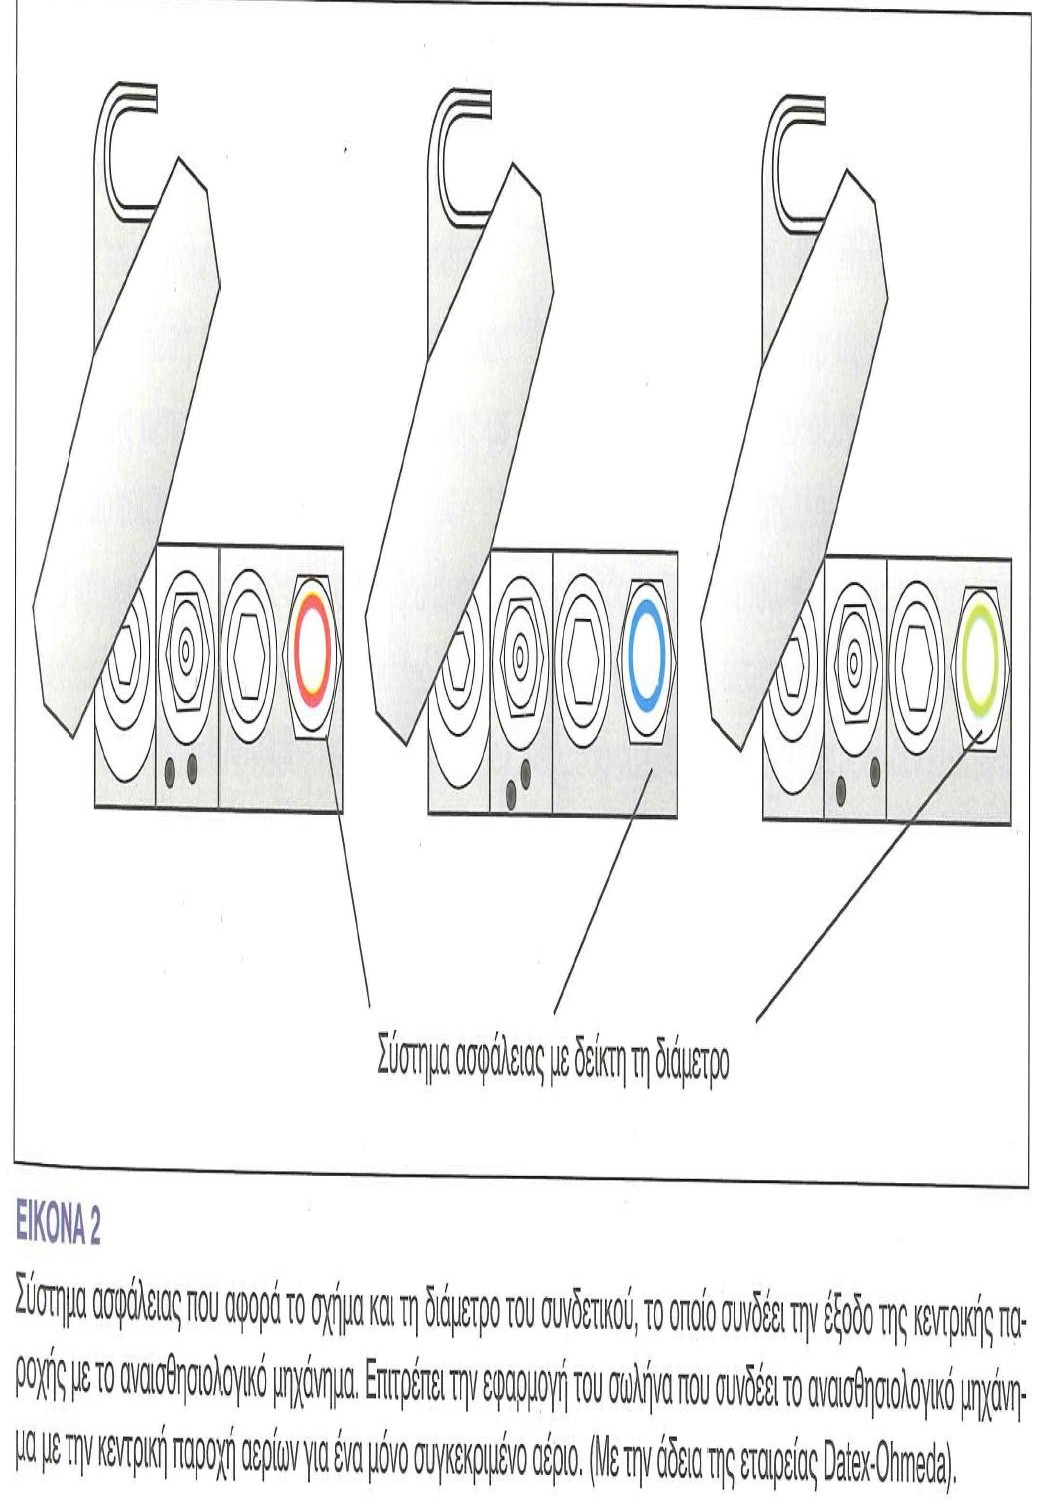 Σύστημα ασφάλειας με δείκτη τη διάμετρο
ΕΙΚΟΝΑ 2
Σύστημα ασφάλειας που αφορά το σχήμα και τη διάμετρο του συνδετικού, το οποίο συνδέει την έξοδο της κεντρικής πα-
ροχής με το αναισθησιολογικό μηχάνημα. Επιτρέπει την εφαρμογή του σωλήνα που συνδέει το αναισθησιολογικό μηχάνη-
μα με την κεντρική παροχή αερίων για ένα μόνο συγκεκριμένο αέριο. (Με την άδεια της εταιρείας Datex-Ohmeda).